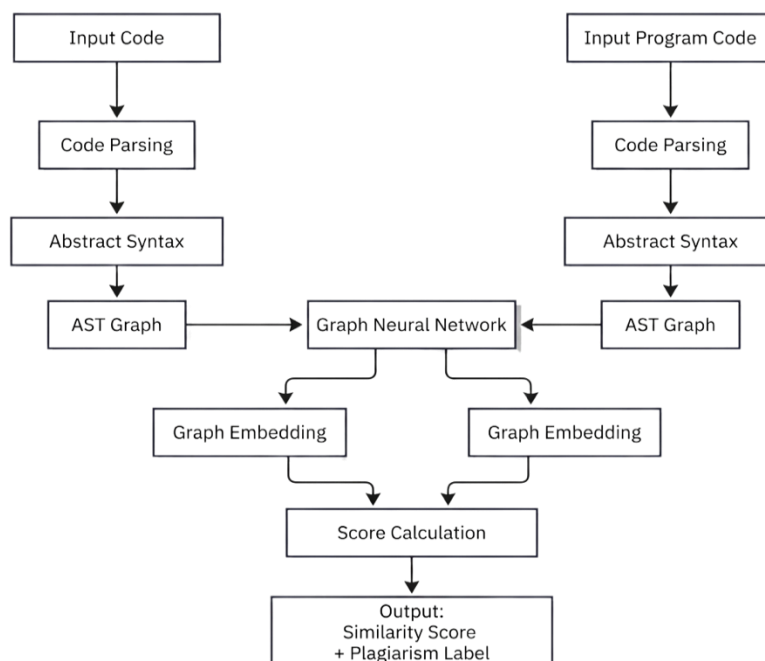 Input Code
Input Program Code
Code Parsing
Code Parsing
Abstract Syntax
Abstract Syntax
AST Graph
Graph Neural Network
AST Graph
Graph Embedding
Graph Embedding
Score Calculation
Output:
Similarity Score
+ Plagiarism Label